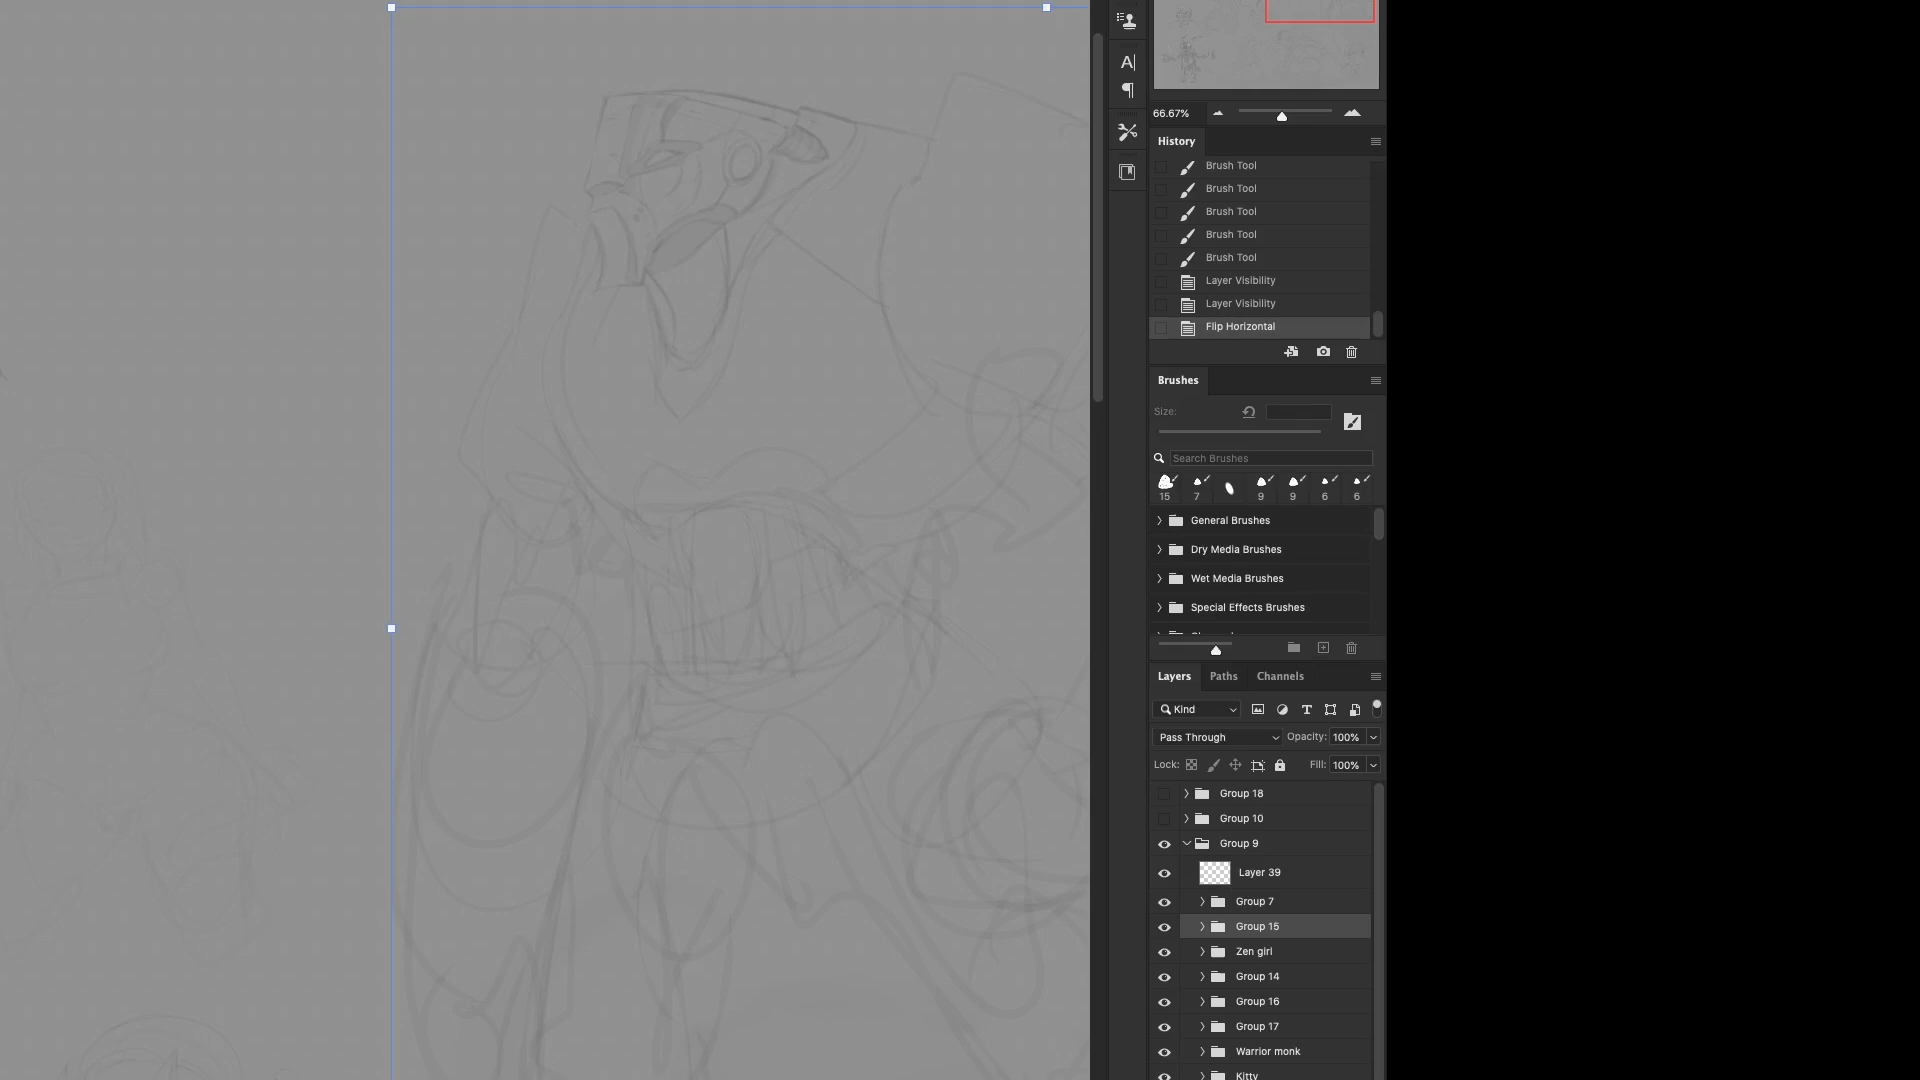 A|
66.67%
History
Brush Tool
Brush Tool
Brush Tool
Brush Tool
Brush Tool
Layer Visibility
Layer Visibility
Flip Horizontal
Brushes
Size:
Search Brushes
15 7 9 9 6 6
General Brushes
Dry Media Brushes
Wet Media Brushes
Special Effects Brushes
Layers Paths Channels
Kind
Pass Through Opacity: 100%
Lock: Fill: 100%
Group 18
Group 10
Group 9
Layer 39
Group 7
Group 15
Zen girl
Group 14
Group 16
Group 17
Warrior monk
Kitty